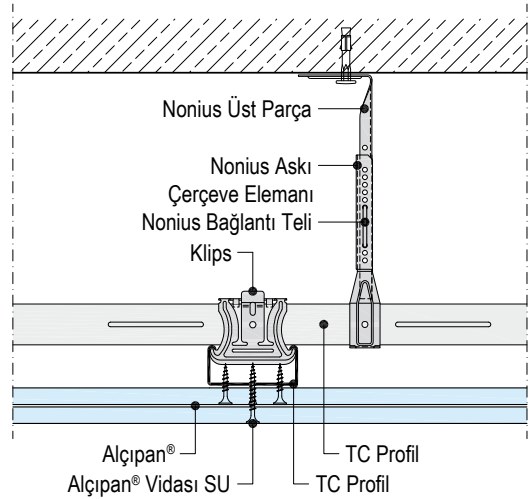 Nonius Üst Parça
Nonius Askı
Çerçeve Elemanı
Nonius Bağlantı Teli
Klips
Alçıpan®
TC Profil
Alçıpan® Vidası SU
TC Profil